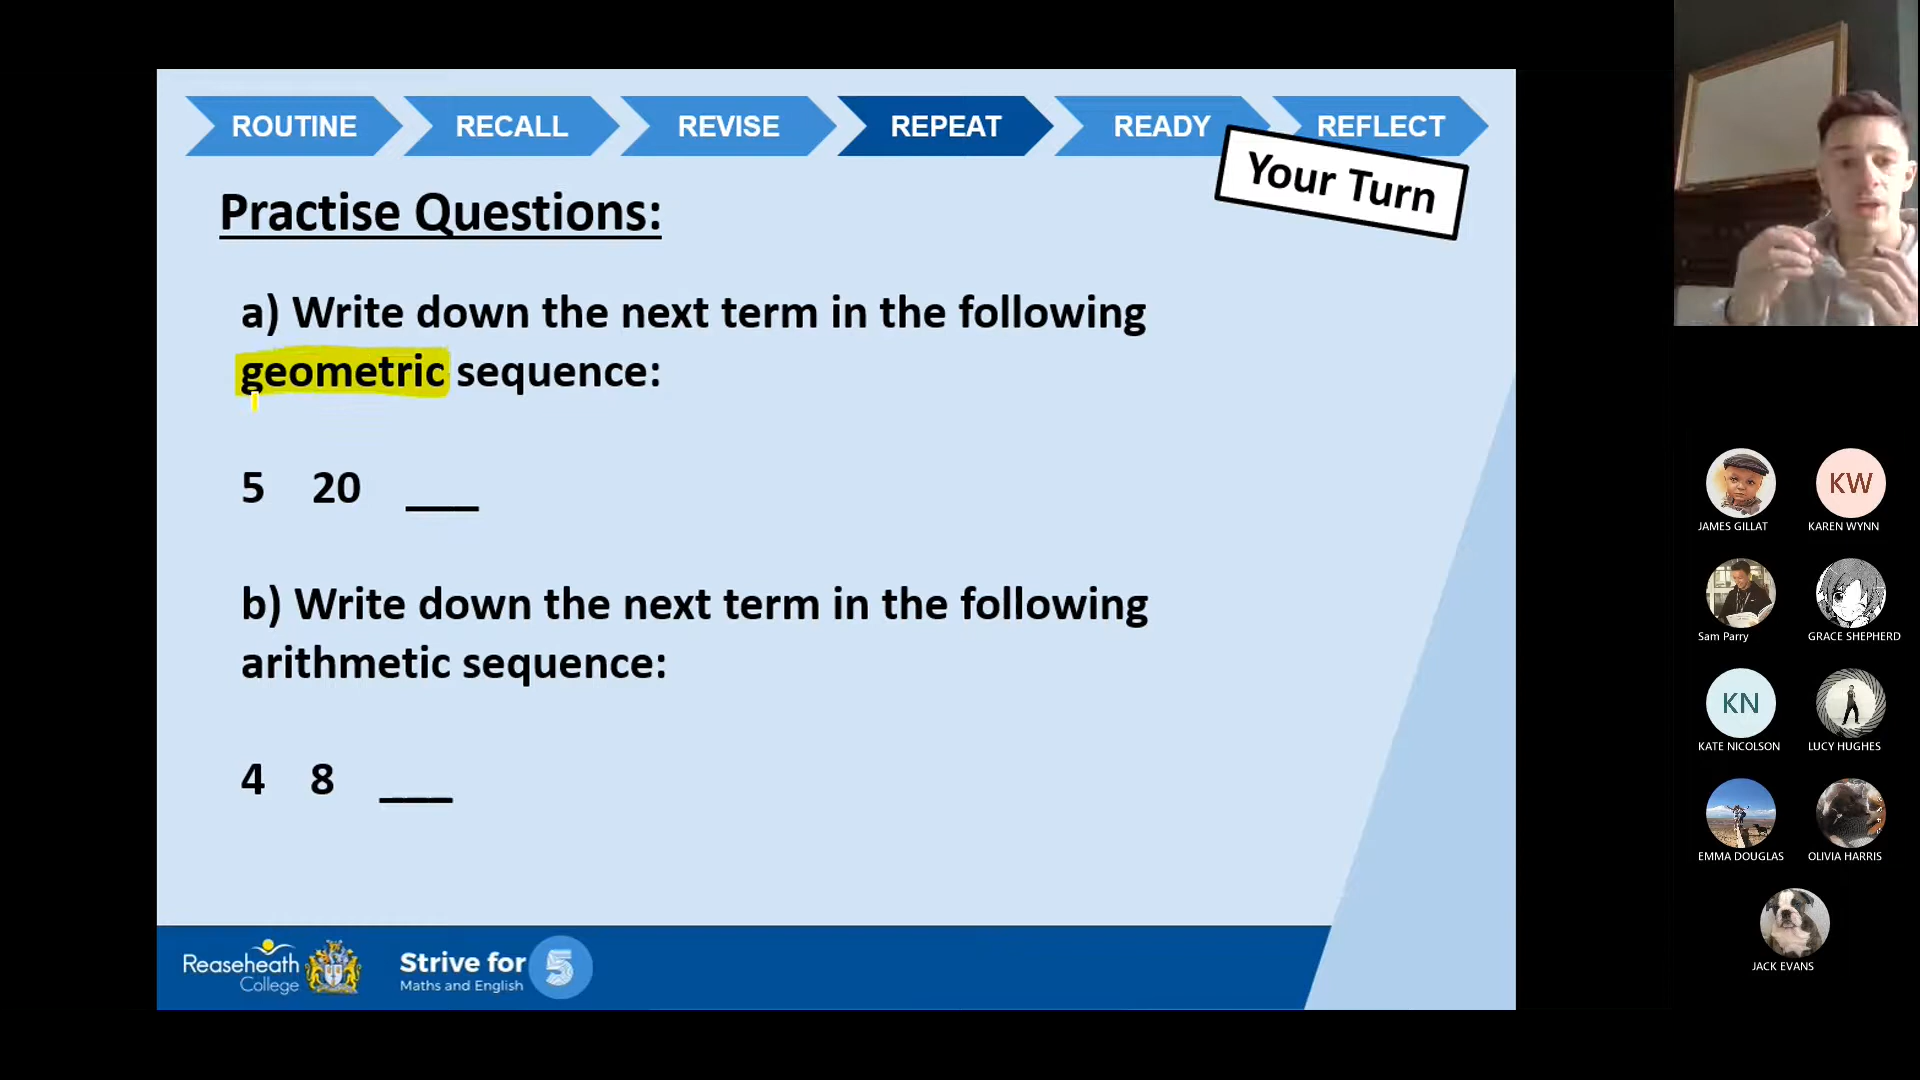 ROUTINE RECALL REVISE REPEAT READY REFLECT
Your Turn
Practise Questions:
a) Write down the next term in the following
geometric sequence:
5 20 ___
b) Write down the next term in the following
arithmetic sequence:
4 8 ___
Reaseheath
College
Strive for 5
Maths and English
KW
JAMES GILLAT
KAREN WYNN
Sam Parry
GRACE SHEPHERD
KN
KATE NICOLSON
LUCY HUGHES
EMMA DOUGLAS
OLIVIA HARRIS
JACK EVANS